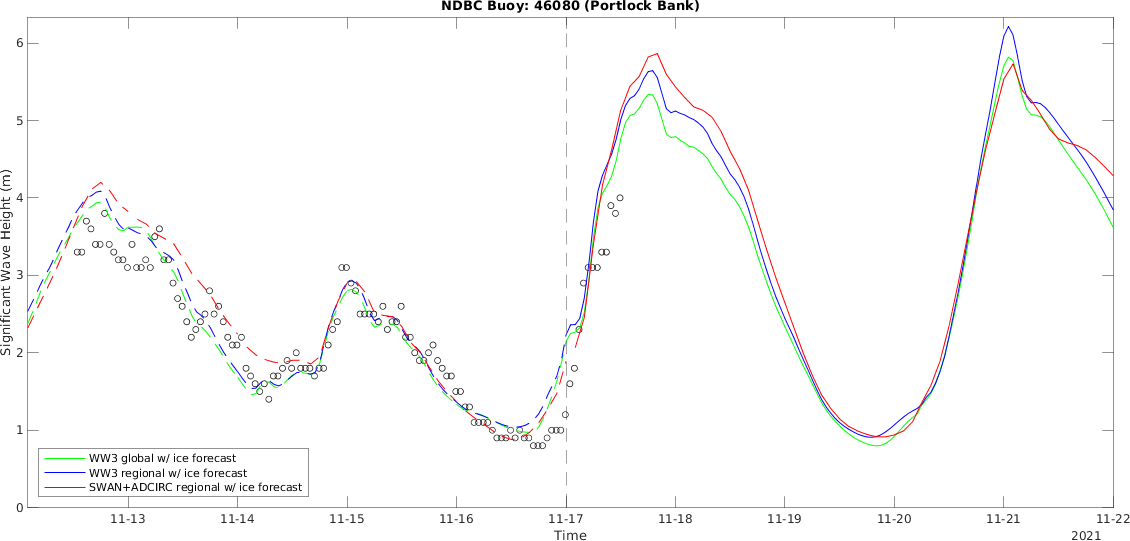 NDBC Buoy: 46080 (Portlock Bank)
Significant Wave Height (m)
6
5
4
3
2
1
0
WW3 global w/ ice forecast
WW3 regional w/ ice forecast
SWAN+ADCIRC regional w/ ice forecast
11-13 11-14 11-15 11-16 11-17 11-18 11-19 11-20 11-21 11-22
Time
2021